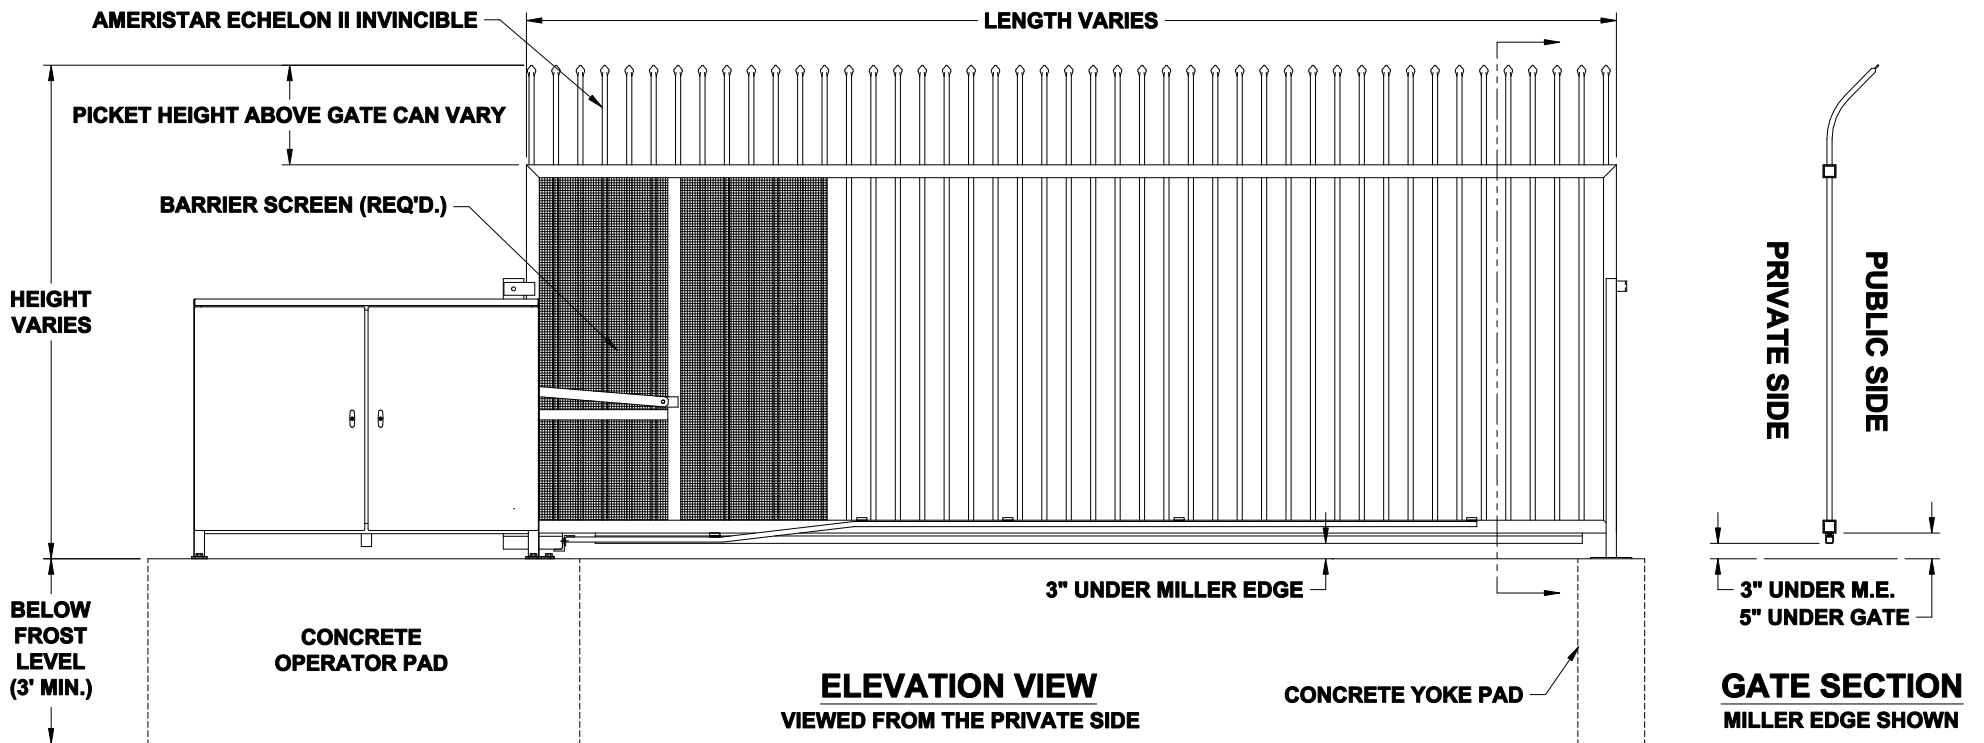 AMERISTAR ECHELON II INVINCIBLE
LENGTH VARIES
PICKET HEIGHT ABOVE GATE CAN VARY
BARRIER SCREEN (REQ'D.)
HEIGHT
VARIES
PRIVATE SIDE
PUBLIC SIDE
3" UNDER MILLER EDGE
3" UNDER M.E.
5" UNDER GATE
BELOW
FROST
LEVEL
(3' MIN.)
CONCRETE
OPERATOR PAD
ELEVATION VIEW
VIEWED FROM THE PRIVATE SIDE
CONCRETE YOKE PAD
GATE SECTION
MILLER EDGE SHOWN